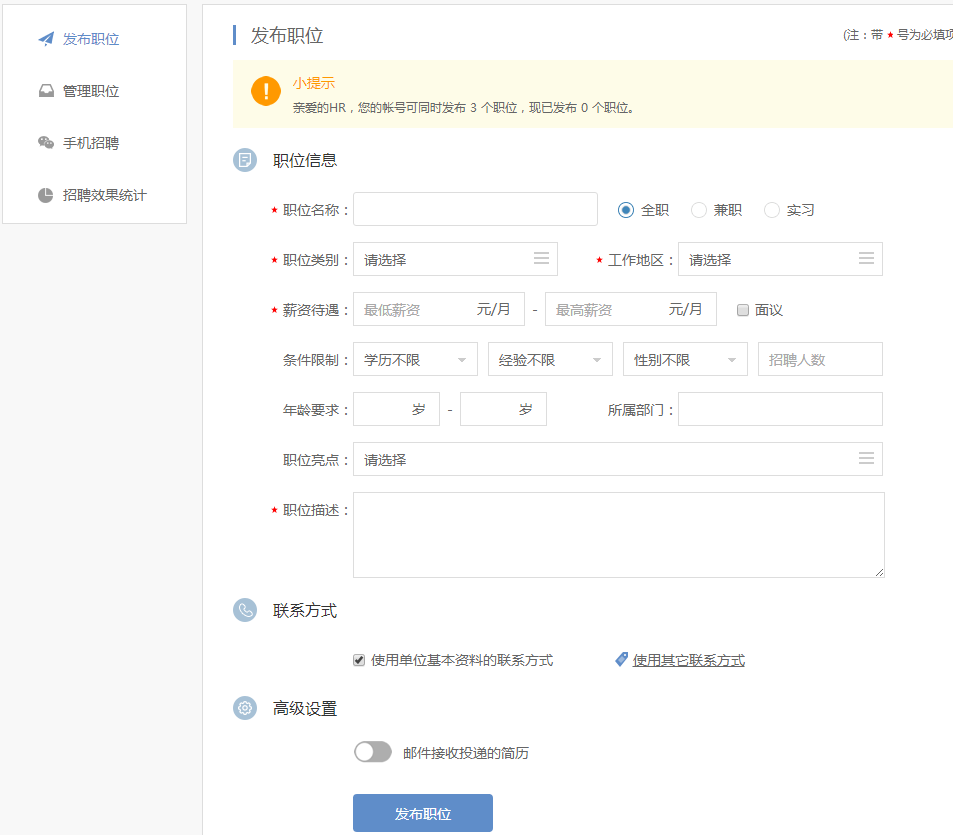 发布职位
管理职位
手机招聘
招聘效果统计
发布职位
(注：带 ★ 号为必填项
小提示
亲爱的HR，您的帐号可同时发布 3 个职位，现已发布 0 个职位。
职位信息
★ 职位名称： 全职 兼职 实习
★ 职位类别： 请选择 ★ 工作地区： 请选择
★ 薪资待遇： 最低薪资 元/月 - 最高薪资 元/月 面议
条件限制： 学历不限 经验不限 性别不限 招聘人数
年龄要求： 岁 - 岁 所属部门：
职位亮点： 请选择
★ 职位描述：
联系方式
使用单位基本资料的联系方式 使用其它联系方式
高级设置
邮件接收投递的简历
发布职位